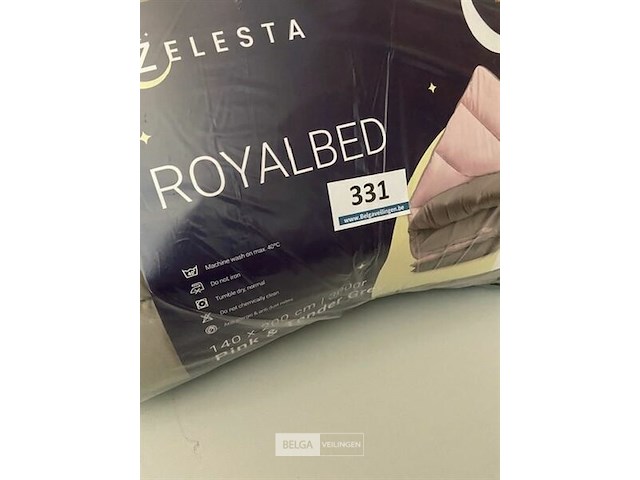 ZELESTA
ROYALBED
331
www.Belgaveilingen.be
Machine wash on max. 40°C
Do not iron
Tumble dry, normal
Do not chemically clean
140 x 200 cm /
Pink & Tender
BELGA VEILINGEN